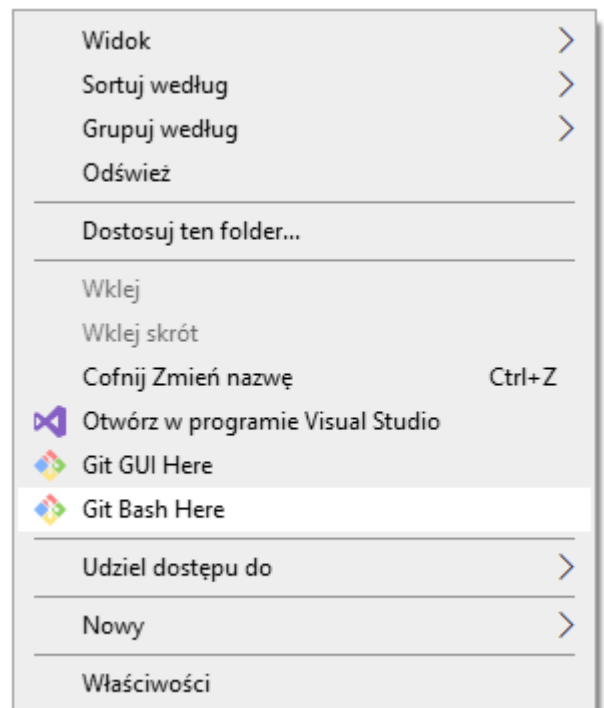 Widok
Sortuj według
Grupuj według
Odśwież
Dostosuj ten folder...
Wklej
Wklej skrót
Cofnij Zmień nazwę Ctrl+Z
Otwórz w programie Visual Studio
Git GUI Here
Git Bash Here
Udziel dostępu do
Nowy
Właściwości